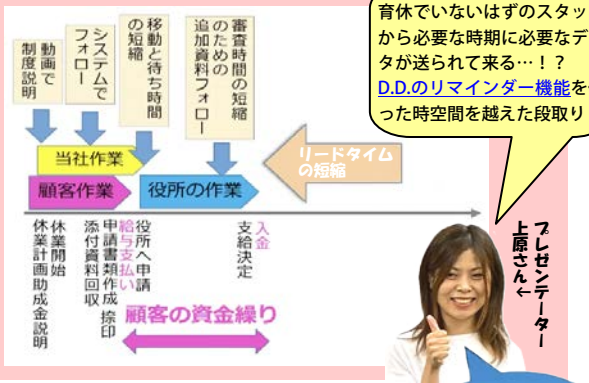 動画で
制度説明
システムで
フォロー
移動と待ち時間
の短縮
審査時間の短縮
のための
追加資料フォロー
育休でいないはずのスタッ
から必要な時期に必要なデ
タが送られて来る…！？
D.D.のリマインダー機能を
った時空間を越えた段取り
当社作業
顧客作業
役所の作業
リードタイム
の短縮
休業計画助成金説明
休業開始
添付資料回収
申請書類作成 捺印
給与支払い
役所へ申請
支給決定
入金
顧客の資金繰り
プレゼンテーター
上原さん←